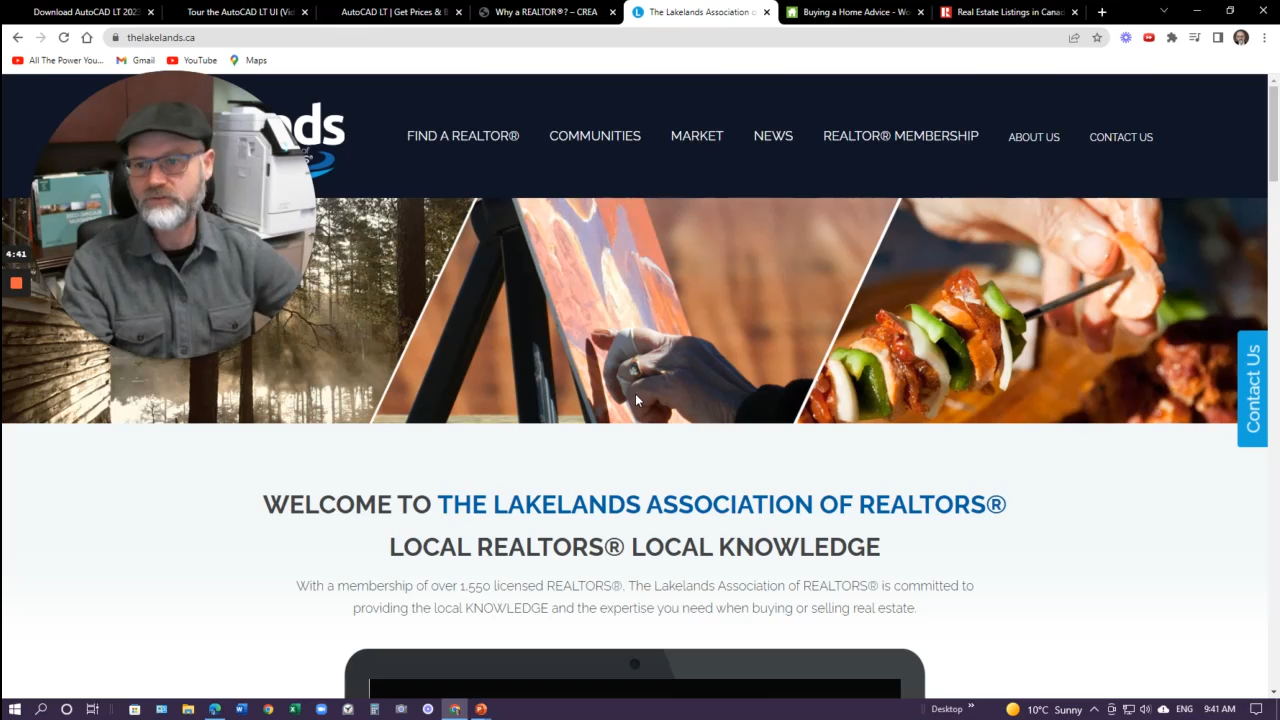 Download AutoCAD LT 202
Tour the AutoCAD LT UI (Vid
AutoCAD LT | Get Prices & B
Why a REALTOR®? – CREA
The Lakelands Association o
Buying a Home Advice - Wo
Real Estate Listings in Canad
thelakelands.ca
All The Power You...
Gmail
YouTube
Maps
nds
FIND A REALTOR®
COMMUNITIES
MARKET
NEWS
REALTOR® MEMBERSHIP
ABOUT US
CONTACT US
4:41
Contact Us
WELCOME TO THE LAKELANDS ASSOCIATION OF REALTORS®
LOCAL REALTORS® LOCAL KNOWLEDGE
With a membership of over 1,550 licensed REALTORS®. The Lakelands Association of REALTORS® is committed to
providing the local KNOWLEDGE and the expertise you need when buying or selling real estate.
Desktop
10°C Sunny
ENG
9:41 AM